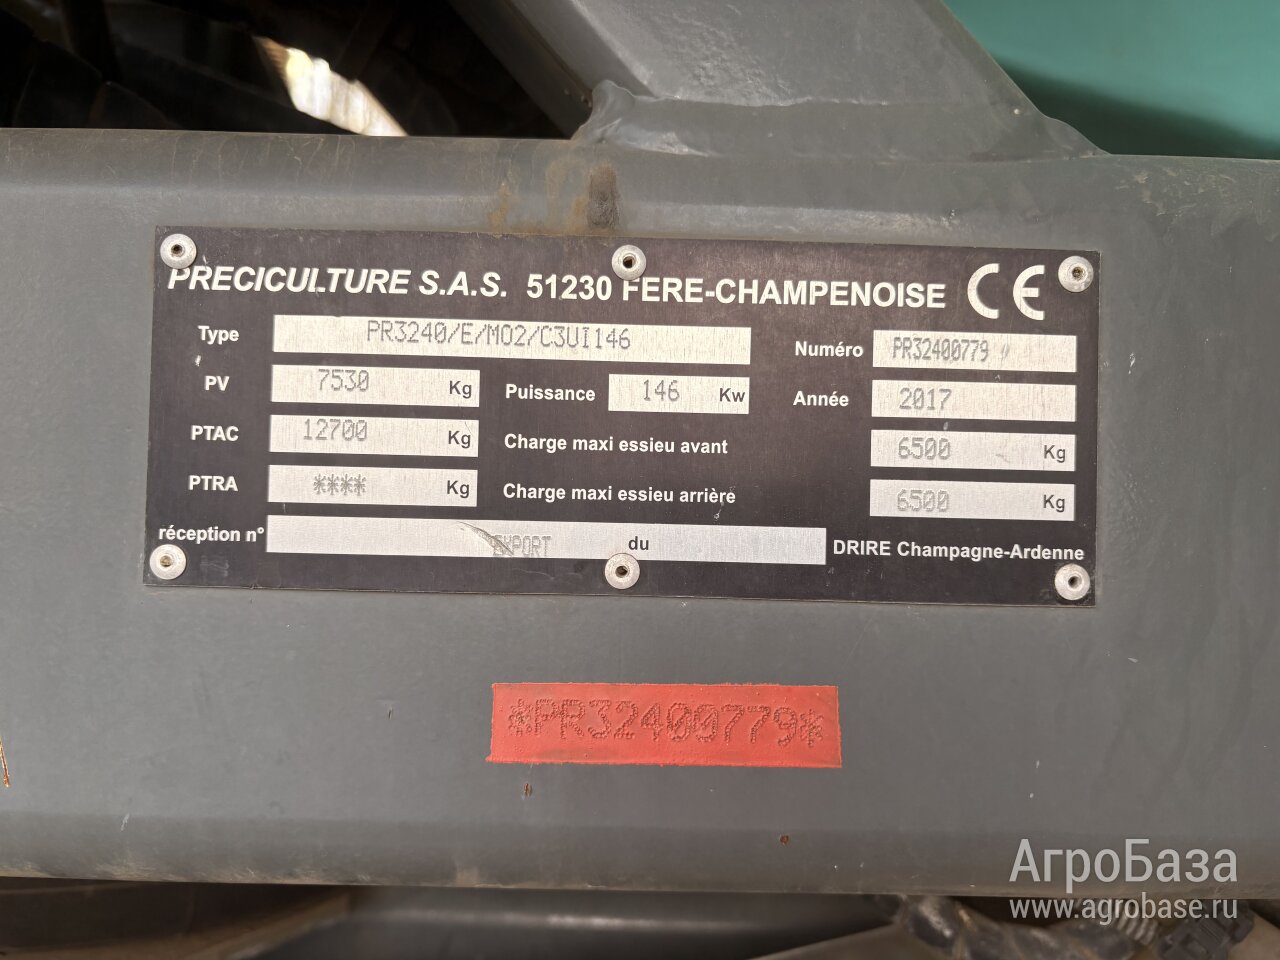 PRECICULTURE S.A.S. 51230 FERE-CHAMPENOISE CE
Type PR3240/E/M02/C3UI146 Numéro PR32400779
PV 7530 Kg Puissance 146 Kw Année 2017
PTAC 12700 Kg Charge maxi essieu avant 6500 Kg
PTRA **** Kg Charge maxi essieu arrière 6500 Kg
réception n° EXPORT du DRIRE Champagne-Ardenne
*PR32400779*
АгроБаза
www.agrobase.ru